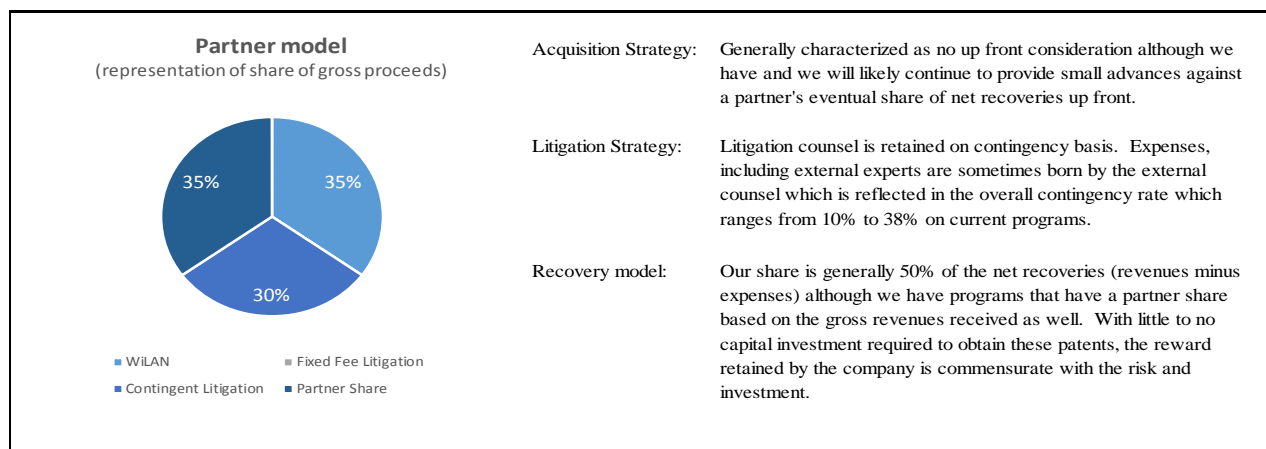 Partner model
(representation of share of gross proceeds)
35%
35%
30%
WiLAN
Fixed Fee Litigation
Contingent Litigation
Partner Share
Acquisition Strategy:
Generally characterized as no up front consideration although we
have and we will likely continue to provide small advances against
a partner's eventual share of net recoveries up front.
Litigation Strategy:
Litigation counsel is retained on contingency basis.  Expenses,
including external experts are sometimes born by the external
counsel which is reflected in the overall contingency rate which
ranges from 10% to 38% on current programs.
Recovery model:
Our share is generally 50% of the net recoveries (revenues minus
expenses) although we have programs that have a partner share
based on the gross revenues received as well.  With little to no
capital investment required to obtain these patents, the reward
retained by the company is commensurate with the risk and
investment.